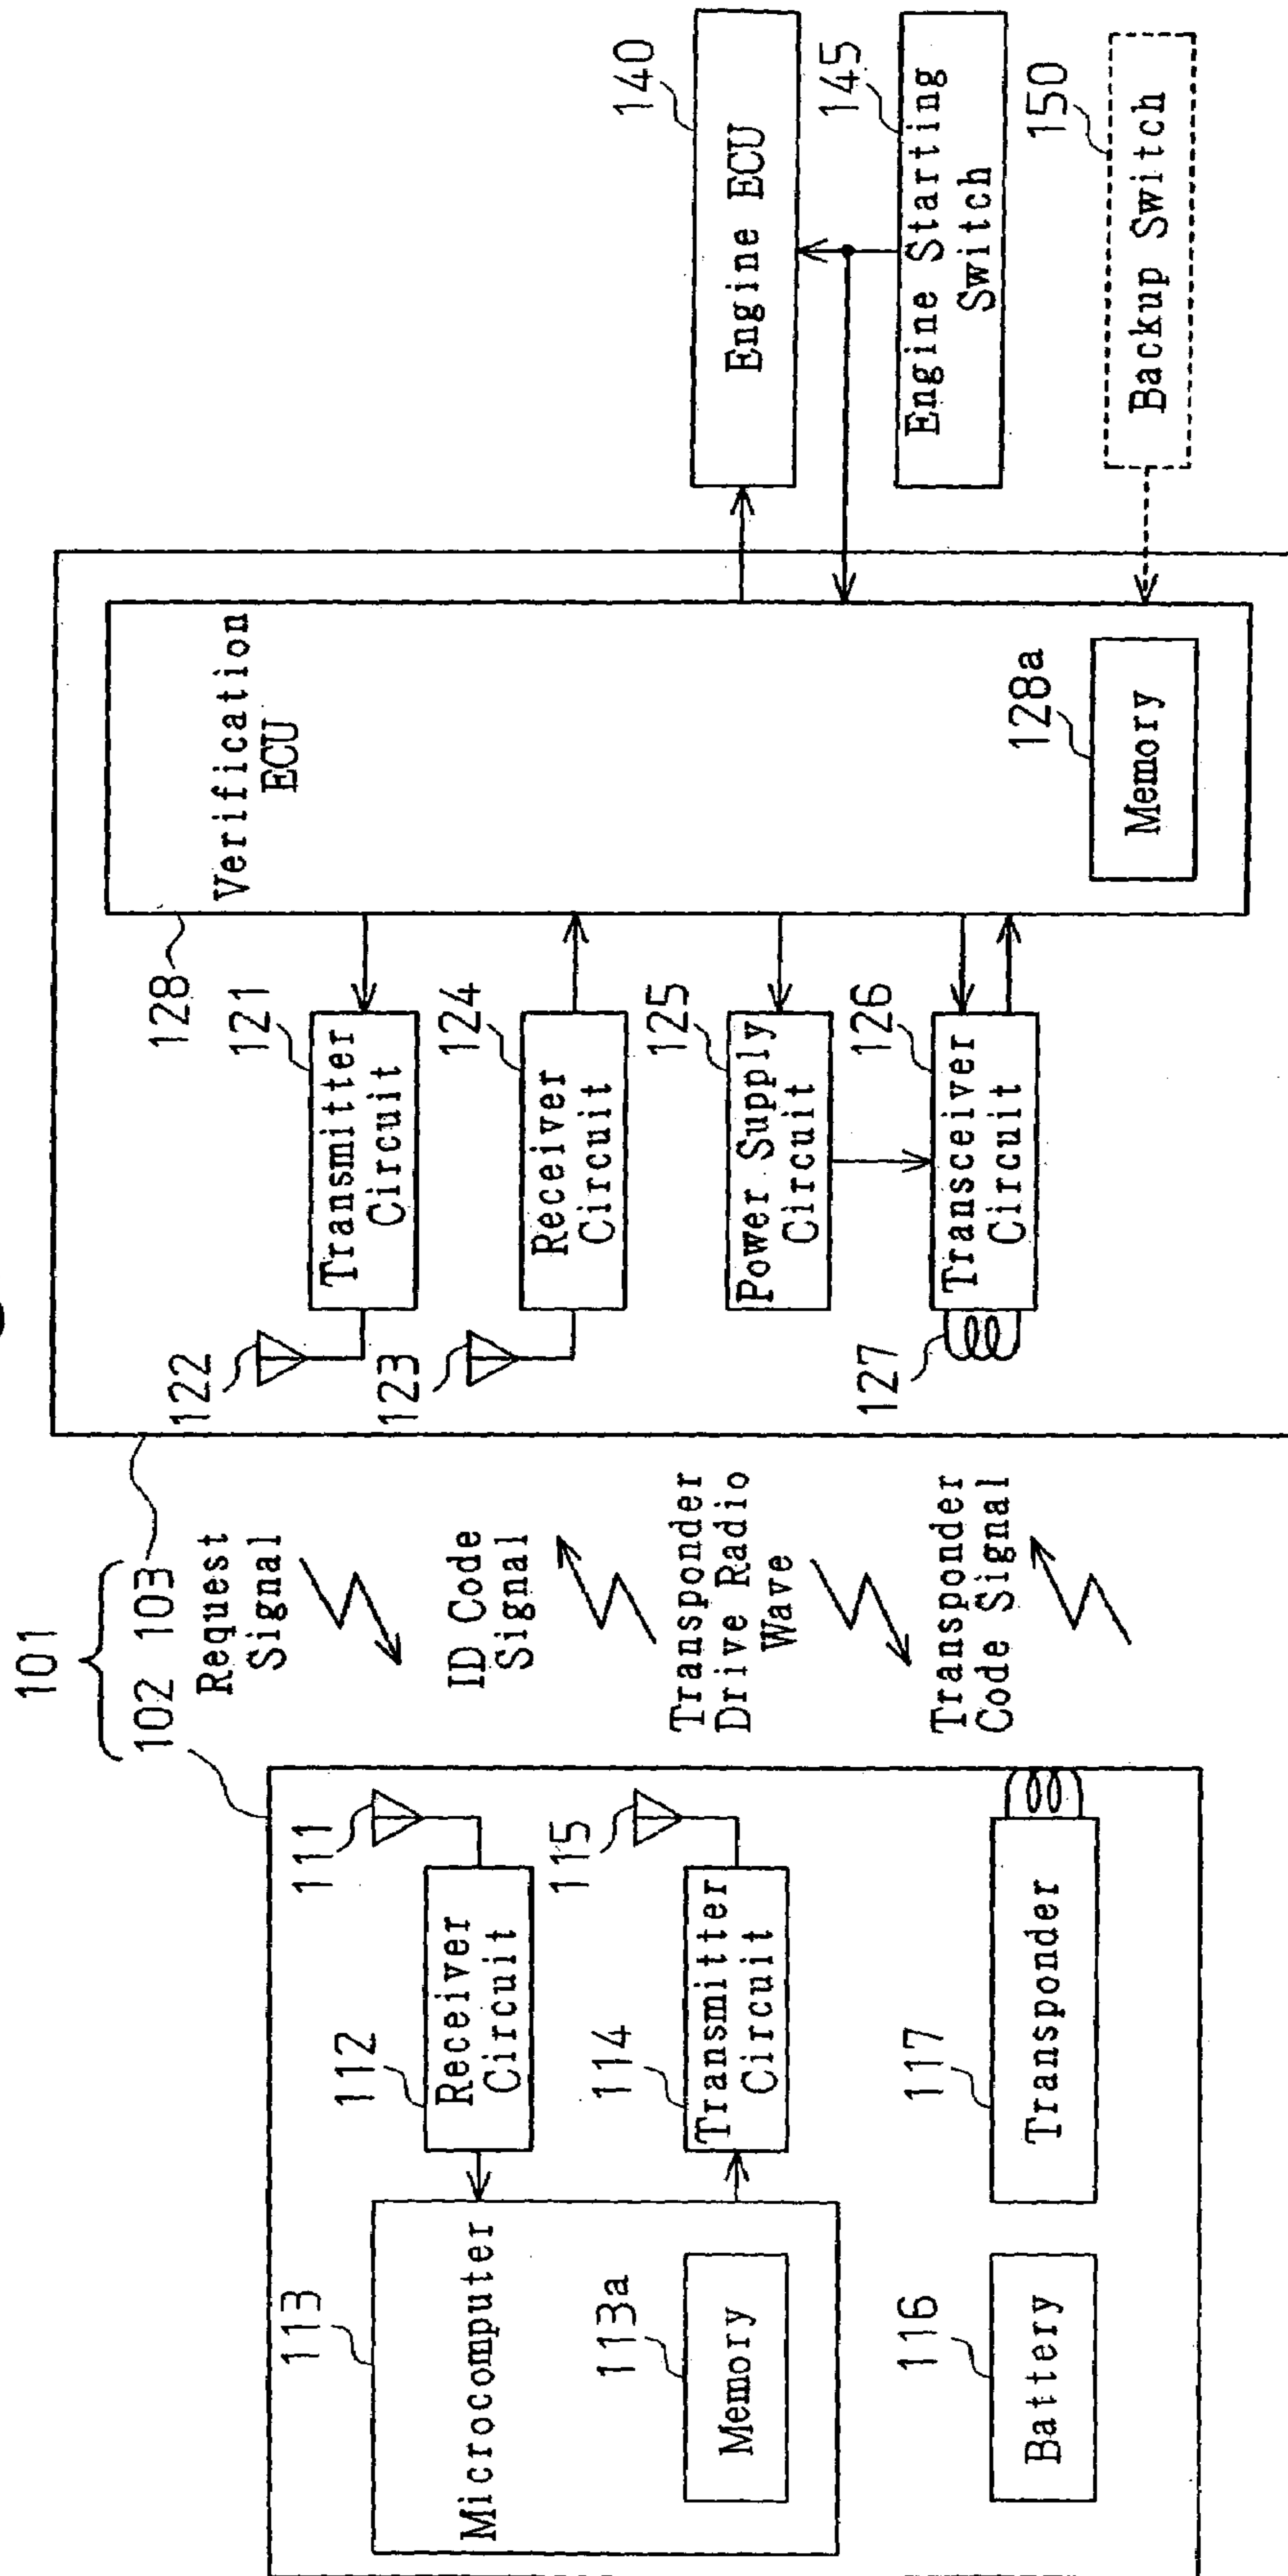 101
102 103
113
Microcomputer
113a
Memory
112
Receiver
Circuit
111
114
Transmitter
Circuit
115
116
Battery
117
Transponder
Request
Signal
ID Code
Signal
Transponder
Drive Radio
Wave
Transponder
Code Signal
122
121
Transmitter
Circuit
123
124
Receiver
Circuit
125
Power Supply
Circuit
127
126
Transceiver
Circuit
128
Verification
ECU
128a
Memory
140
Engine ECU
145
Engine Starting
Switch
150
Backup Switch